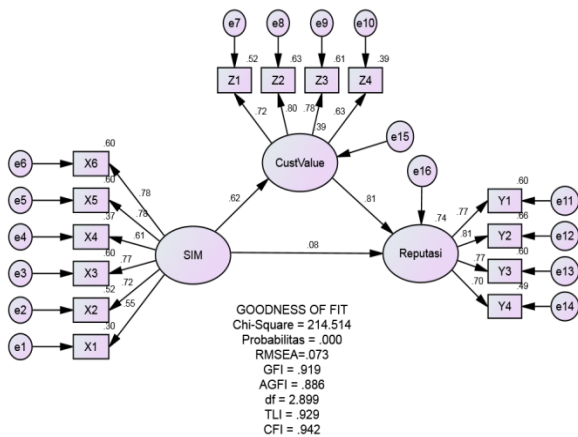 e7 e8 e9 e10
.52 .63 .61 .39
Z1 Z2 Z3 Z4
.72 .80 .78 .63
.39
e15
CustValue
e16
.60
e6 X6
.78
.60
e5 X5
.78
.37
e4 X4
.61
.60
e3 X3
.77
.52
e2 X2
.72
.30
e1 X1
.55
SIM
.62
.81
.08
.74
Reputasi
.60
.77 Y1 e11
.66
.81 Y2 e12
.60
.77 Y3 e13
.49
.70 Y4 e14
GOODNESS OF FIT
Chi-Square = 214.514
Probabilitas = .000
RMSEA=.073
GFI = .919
AGFI = .886
df = 2.899
TLI = .929
CFI = .942